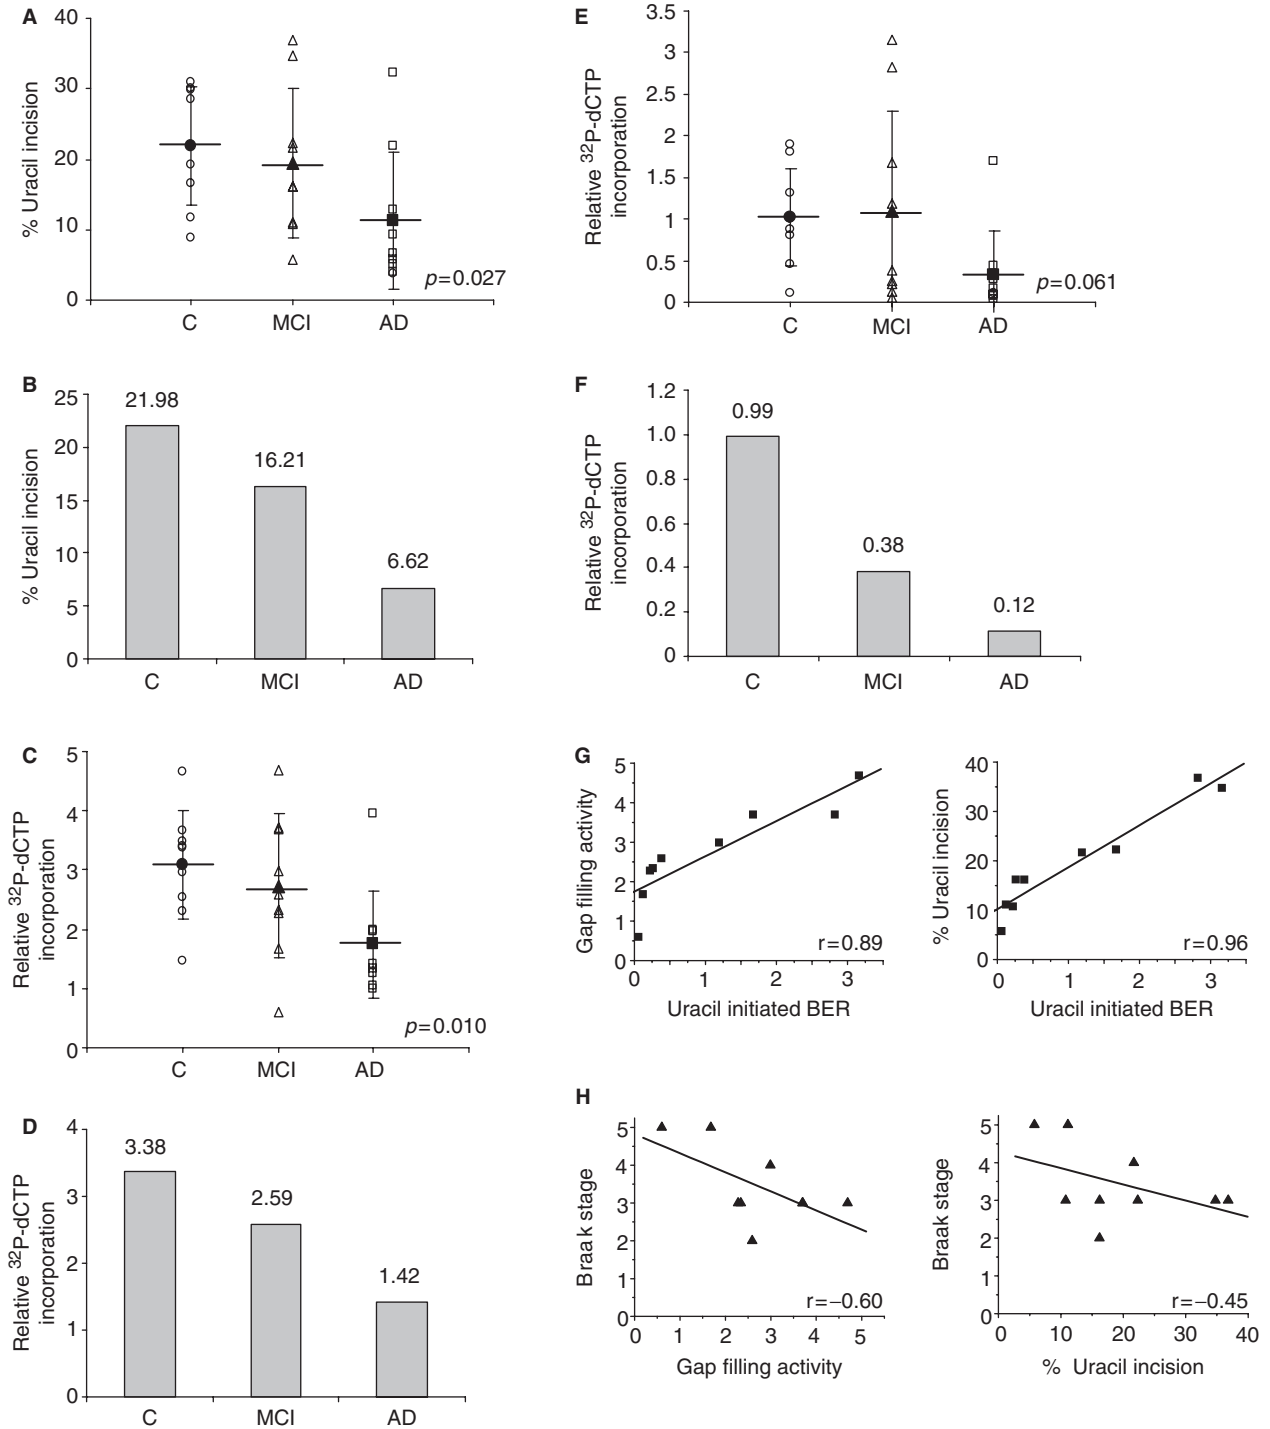 A
40
30
20
10
0
% Uracil incision
p=0.027
C MCI AD
B
25
20
15
10
5
0
% Uracil incision
21.98
16.21
6.62
C MCI AD
C
5
4
3
2
1
0
Relative ³²P-dCTP
incorporation
p=0.010
C MCI AD
D
4
3
2
1
0
Relative ³²P-dCTP
incorporation
3.38
2.59
1.42
C MCI AD
E
3.5
3
2.5
2
1.5
1
0.5
0
Relative ³²P-dCTP
incorporation
p=0.061
C MCI AD
F
1.2
1.0
0.8
0.6
0.4
0.2
0
Relative ³²P-dCTP
incorporation
0.99
0.38
0.12
C MCI AD
G
5
4
3
2
1
0
Gap filling activity
r=0.89
0 1 2 3
Uracil initiated BER
40
30
20
10
0
% Uracil incision
r=0.96
0 1 2 3
Uracil initiated BER
H
5
4
3
2
1
0
Braak stage
r=−0.60
0 1 2 3 4 5
Gap filling activity
5
4
3
2
1
0
Braak stage
r=−0.45
0 10 20 30 40
% Uracil incision